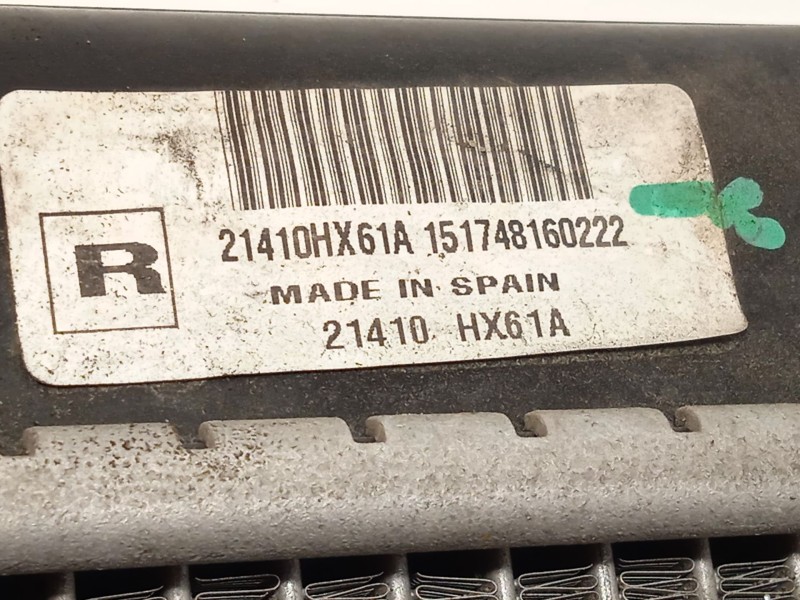 21410HX61A 151748160222
R
MADE IN SPAIN
21410 HX61A